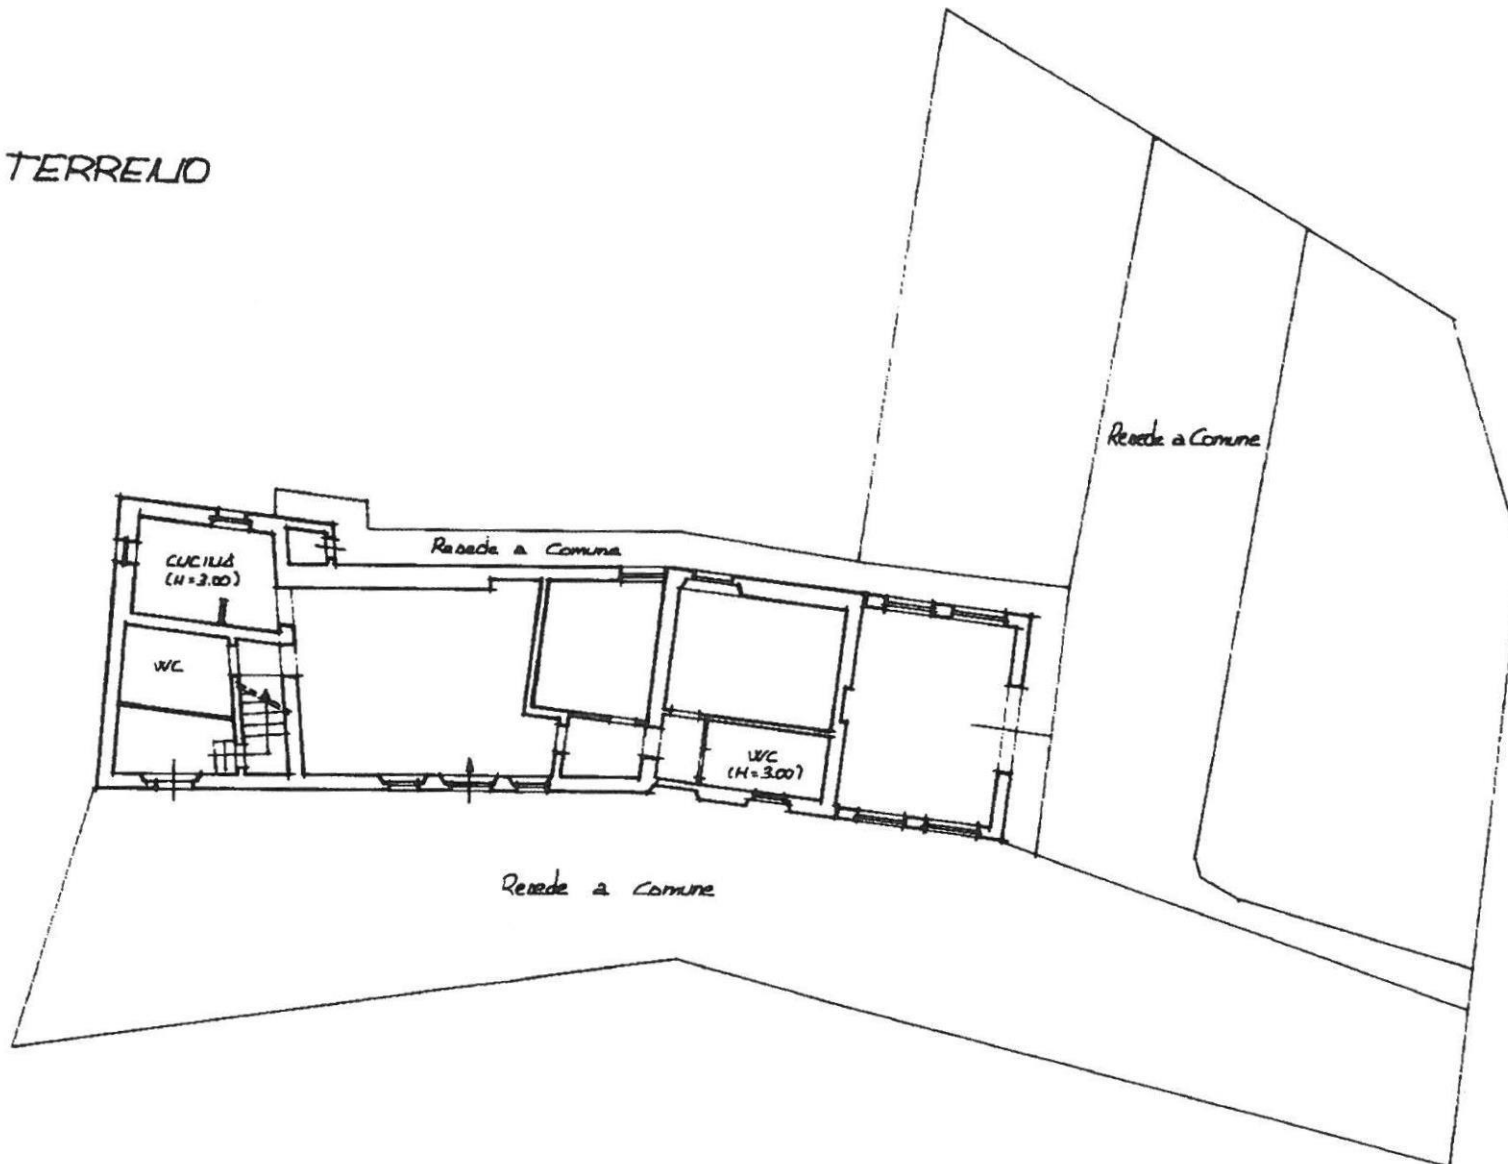 TERRENO
Resede a Comune
Resede a Comune
CUCINA
(H=3.00)
WC
WC
(H=3.00)
Resede a Comune